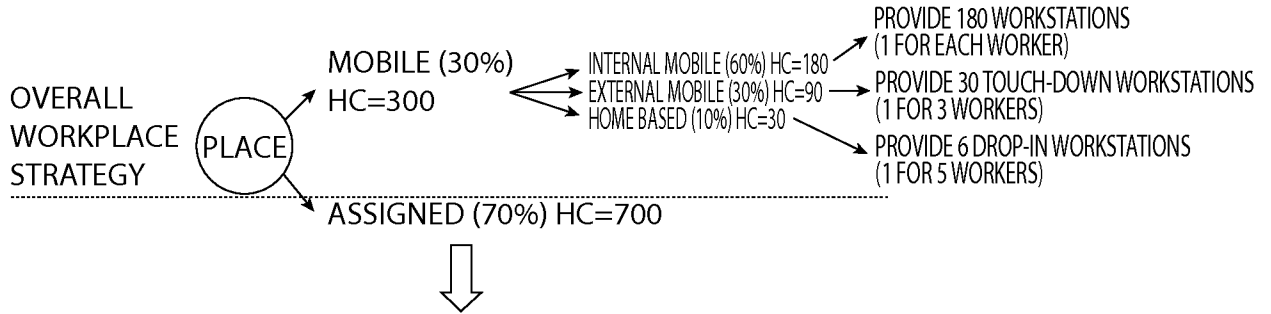 OVERALL
WORKPLACE
STRATEGY
PLACE
MOBILE (30%)
HC=300
INTERNAL MOBILE (60%) HC=180
EXTERNAL MOBILE (30%) HC=90
HOME BASED (10%) HC=30
PROVIDE 180 WORKSTATIONS
(1 FOR EACH WORKER)
PROVIDE 30 TOUCH-DOWN WORKSTATIONS
(1 FOR 3 WORKERS)
PROVIDE 6 DROP-IN WORKSTATIONS
(1 FOR 5 WORKERS)
ASSIGNED (70%) HC=700